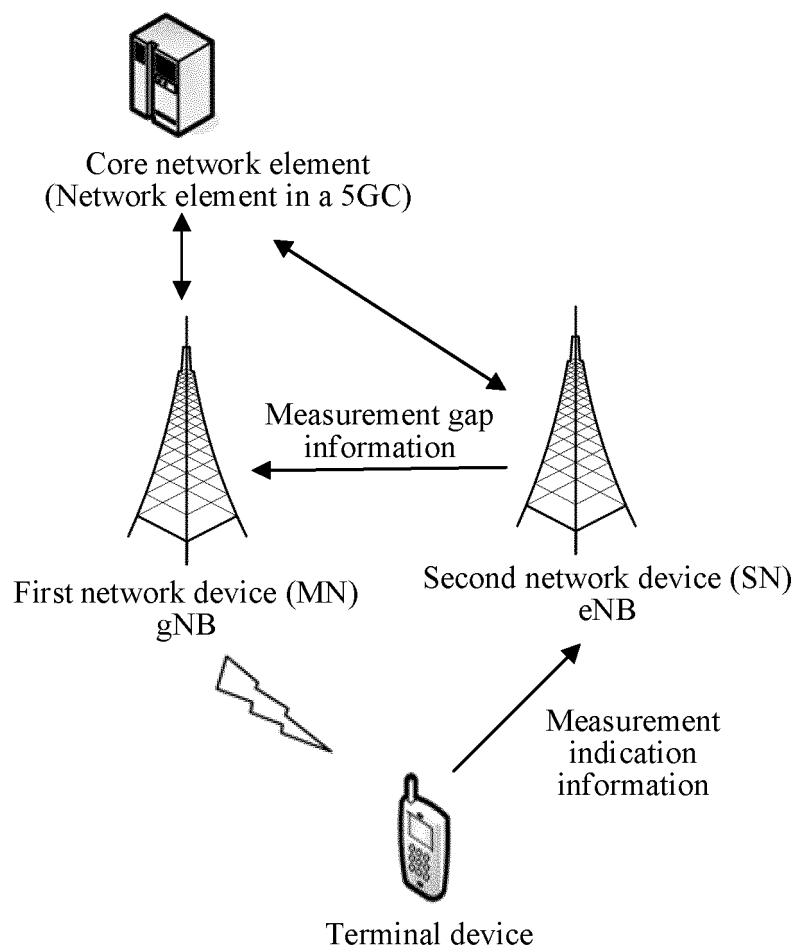 Core network element
(Network element in a 5GC)
Measurement gap
information
First network device (MN)
gNB
Second network device (SN)
eNB
Measurement
indication
information
Terminal device